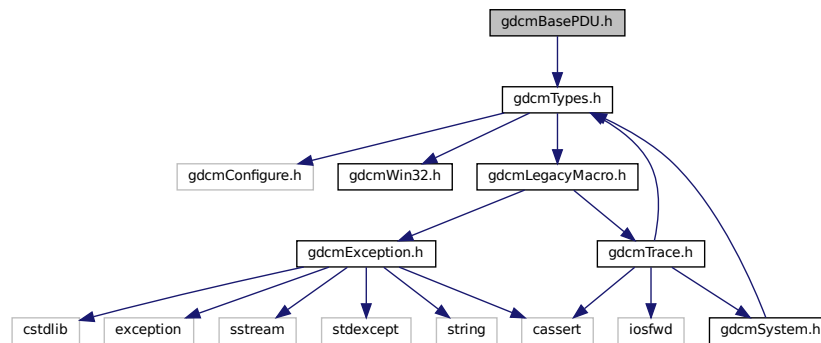 gdcmBasePDU.h
gdcmTypes.h
gdcmConfigure.h
gdcmWin32.h
gdcmLegacyMacro.h
gdcmException.h
gdcmTrace.h
cstdlib
exception
sstream
stdexcept
string
cassert
iosfwd
gdcmSystem.h